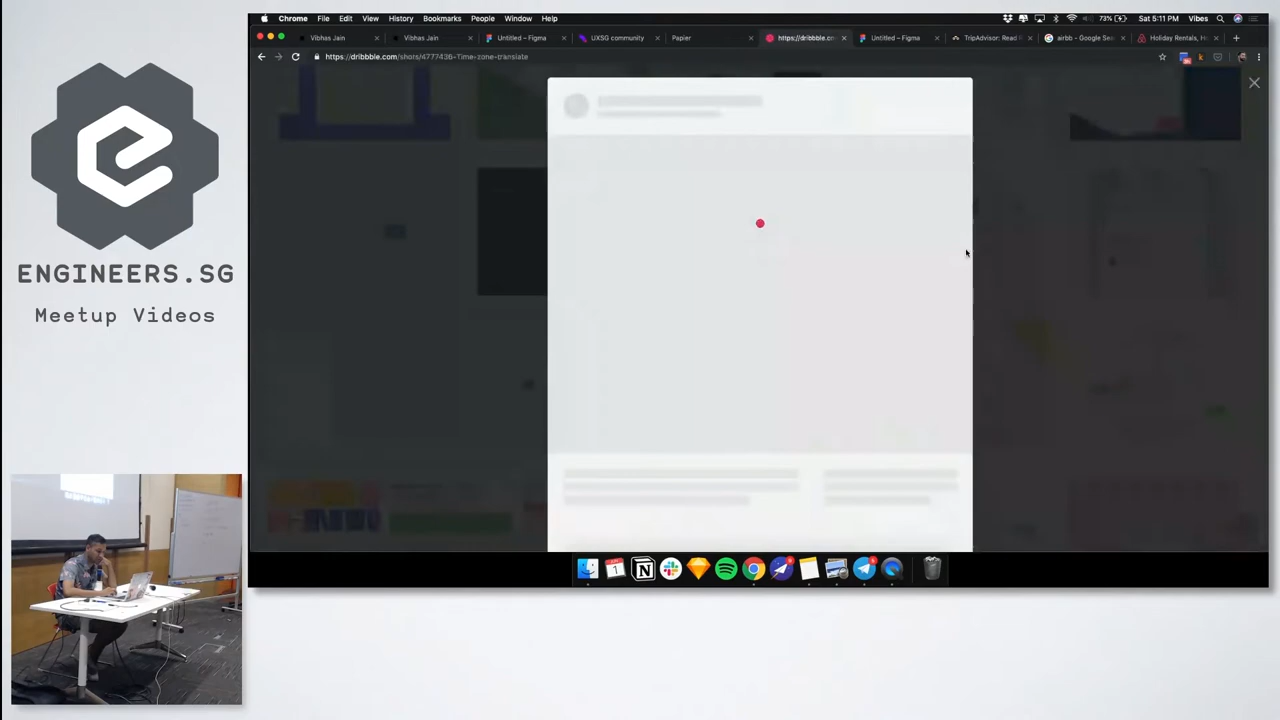 Chrome File Edit View History Bookmarks People Window Help
73% Sat 5:11 PM Vibes
Vibhas Jain
Vibhas Jain
Untitled – Figma
UXSG community
Papier
https://dribbble.com
Untitled – Figma
TripAdvisor: Read
airbb - Google Sea
Holiday Rentals, H
https://dribbble.com/shots/4777436-Time-zone-translate
ENGINEERS.SG
Meetup Videos